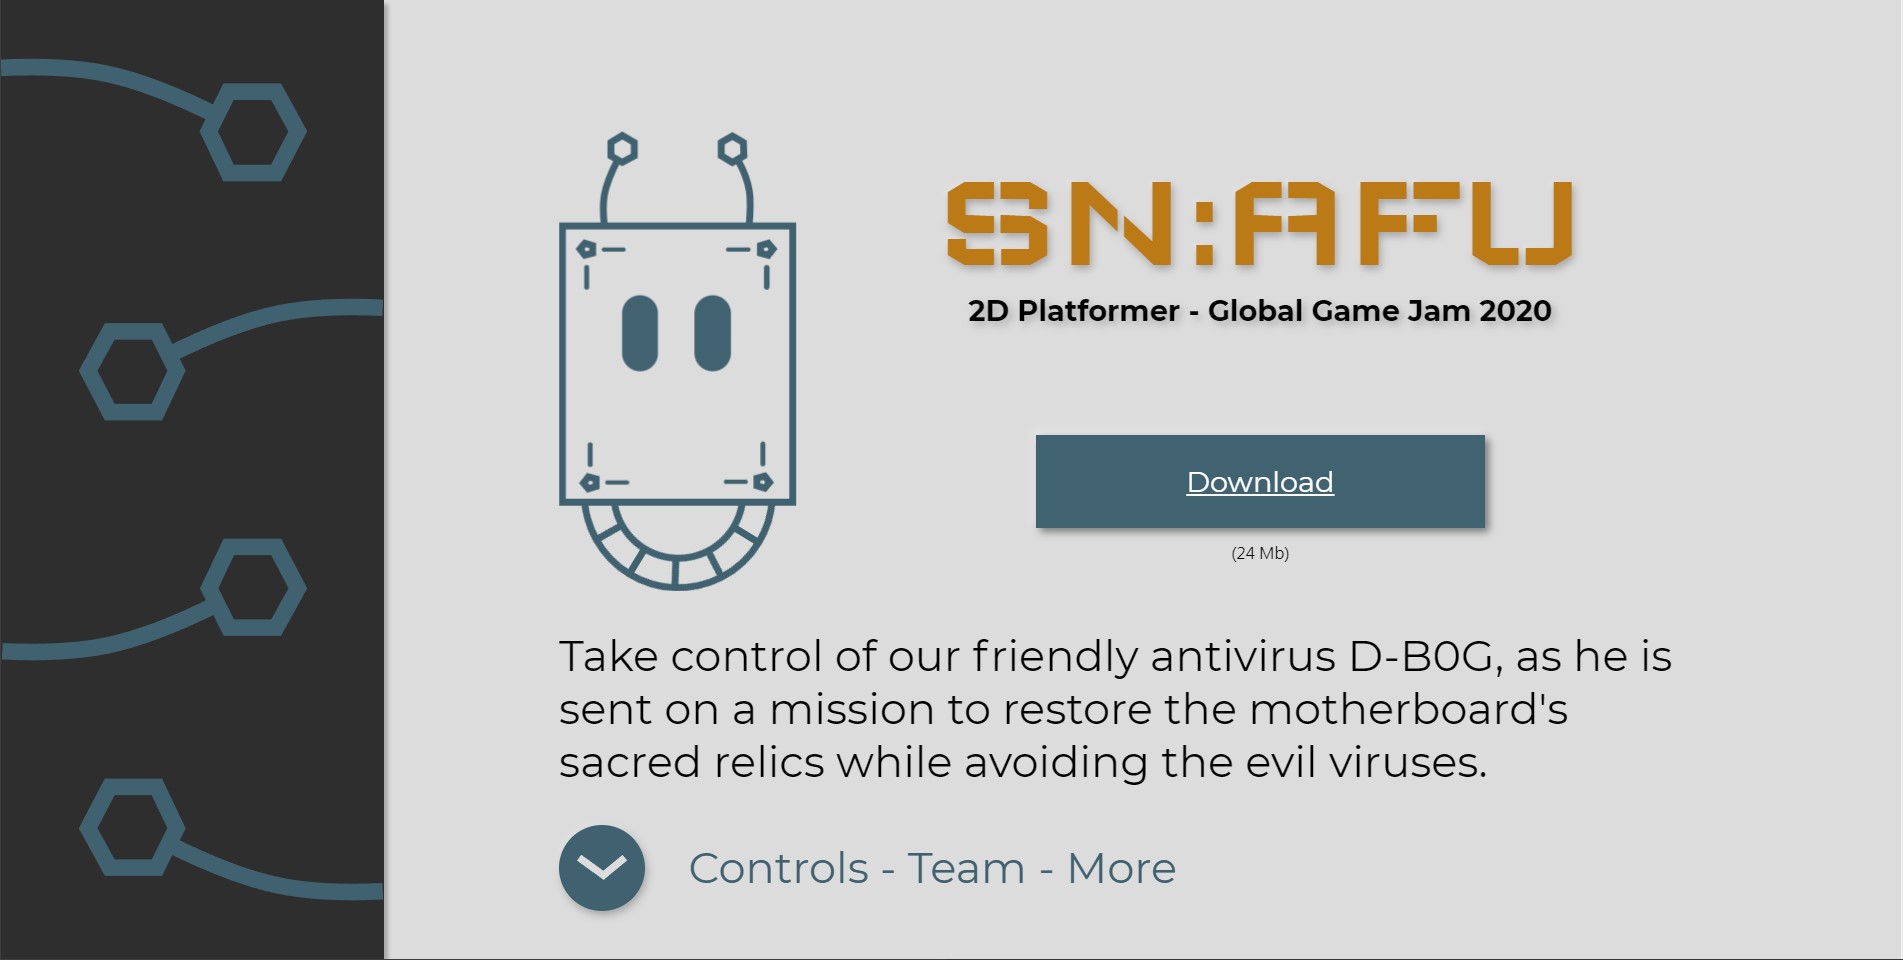 SN:AFU
2D Platformer - Global Game Jam 2020
Download
(24 Mb)
Take control of our friendly antivirus D-B0G, as he is
sent on a mission to restore the motherboard's
sacred relics while avoiding the evil viruses.
Controls - Team - More